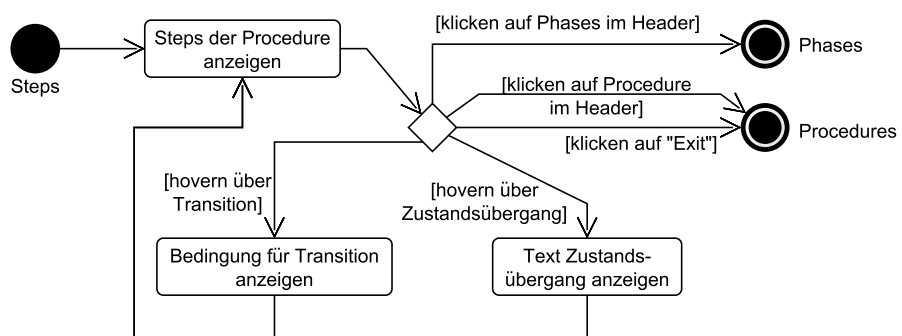 [klicken auf Phases im Header]
Steps der Procedure
anzeigen
Phases
Steps
[klicken auf Procedure
im Header]
Procedures
[klicken auf "Exit"]
[hovern über
Transition]
[hovern über
Zustandsübergang]
Bedingung für Transition
anzeigen
Text Zustands-
übergang anzeigen